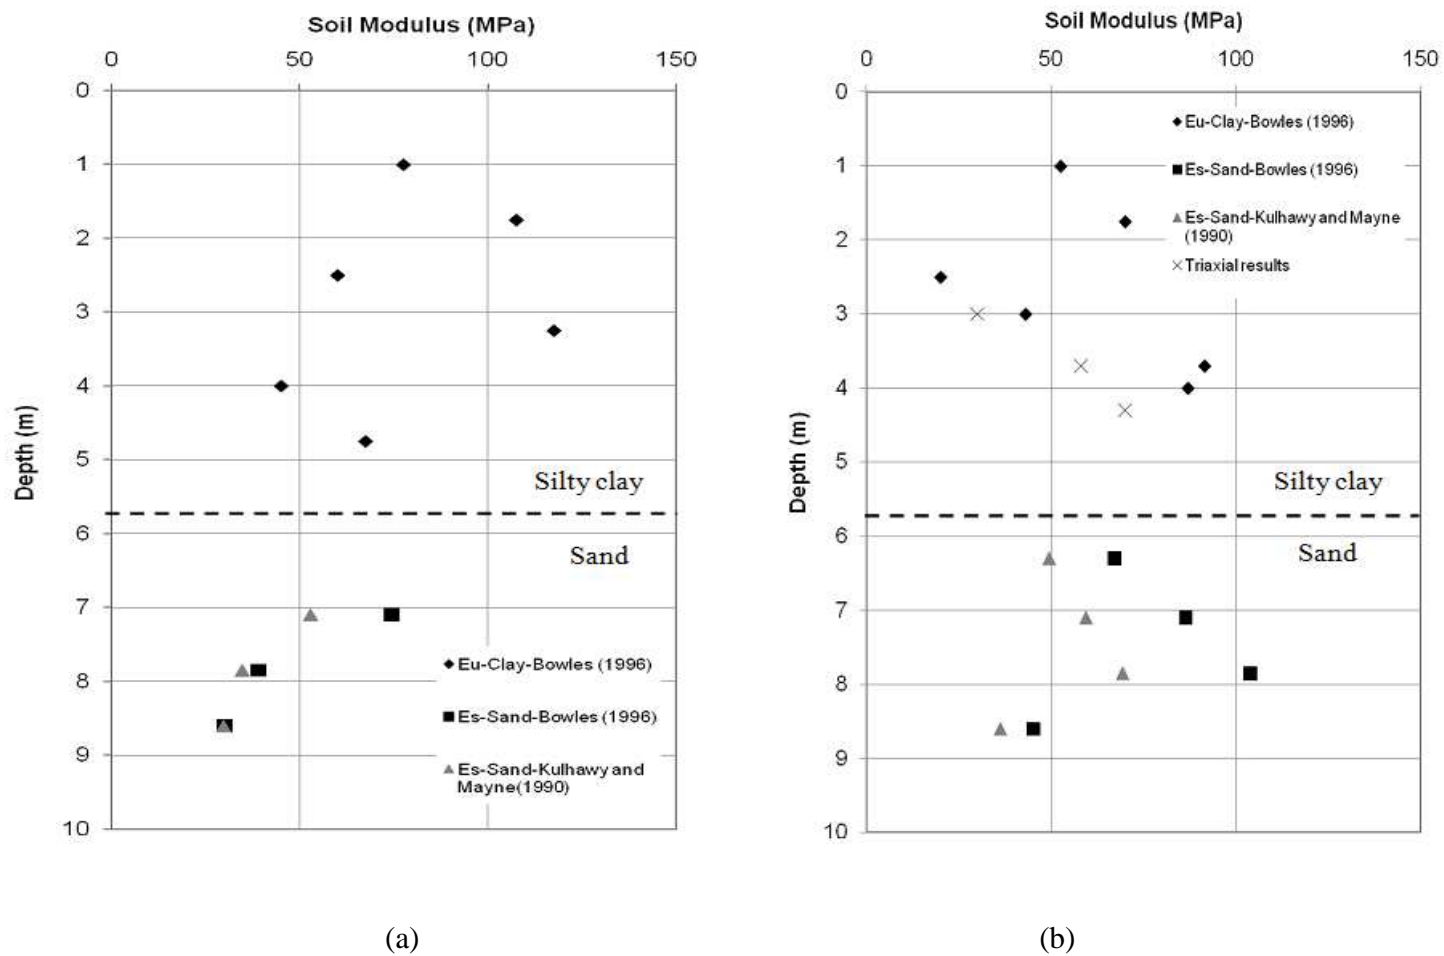 Soil Modulus (MPa)
0 50 100 150
0
1
2
3
4
5
6
7
8
9
10
Depth (m)
Silty clay
Sand
Eu-Clay-Bowles (1996)
Es-Sand-Bowles (1996)
Es-Sand-Kulhawy and
Mayne(1990)
(a)
Soil Modulus (MPa)
0 50 100 150
0
1
2
3
4
5
6
7
8
9
10
Depth (m)
Eu-Clay-Bowles (1996)
Es-Sand-Bowles (1996)
Es-Sand-Kulhawy and Mayne
(1990)
Triaxial results
Silty clay
Sand
(b)